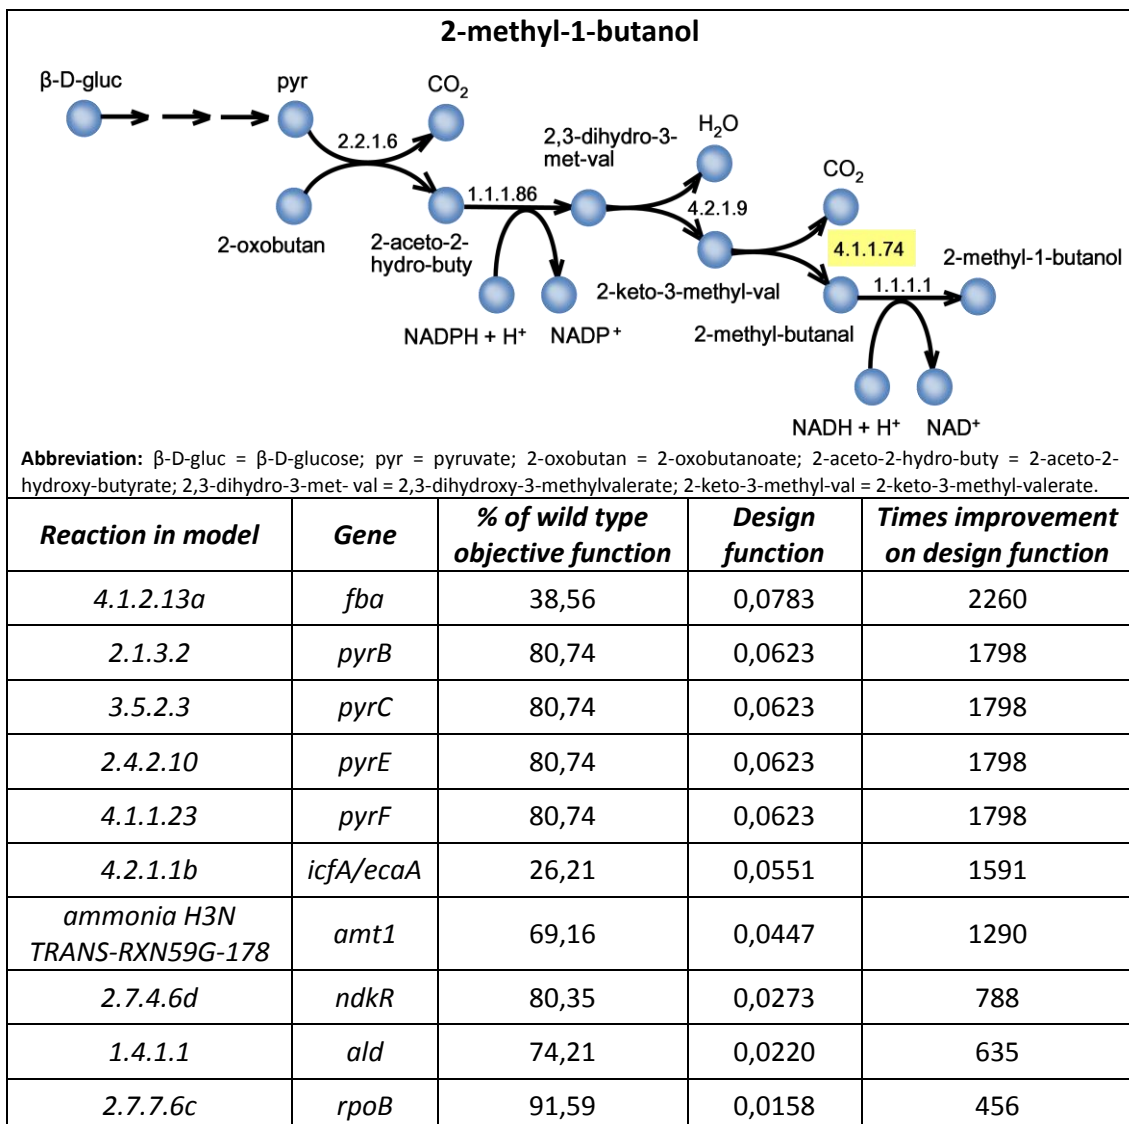 2-methyl-1-butanol
β-D-gluc
pyr
CO2
2.2.1.6
2,3-dihydro-3-
met-val
H2O
CO2
1.1.1.86
4.2.1.9
4.1.1.74
2-oxobutan
2-aceto-2-
hydro-buty
2-methyl-1-butanol
1.1.1.1
2-keto-3-methyl-val
NADPH + H+
NADP+
2-methyl-butanal
NADH + H+
NAD+
Abbreviation: β-D-gluc = β-D-glucose; pyr = pyruvate; 2-oxobutan = 2-oxobutanoate; 2-aceto-2-hydro-buty = 2-aceto-2-
hydroxy-butyrate; 2,3-dihydro-3-met- val = 2,3-dihydroxy-3-methylvalerate; 2-keto-3-methyl-val = 2-keto-3-methyl-valerate.
Reaction in model Gene % of wild type objective function Design function Times improvement on design function
4.1.2.13a fba 38,56 0,0783 2260
2.1.3.2 pyrB 80,74 0,0623 1798
3.5.2.3 pyrC 80,74 0,0623 1798
2.4.2.10 pyrE 80,74 0,0623 1798
4.1.1.23 pyrF 80,74 0,0623 1798
4.2.1.1b icfA/ecaA 26,21 0,0551 1591
ammonia H3N TRANS-RXN59G-178 amt1 69,16 0,0447 1290
2.7.4.6d ndkR 80,35 0,0273 788
1.4.1.1 ald 74,21 0,0220 635
2.7.7.6c rpoB 91,59 0,0158 456